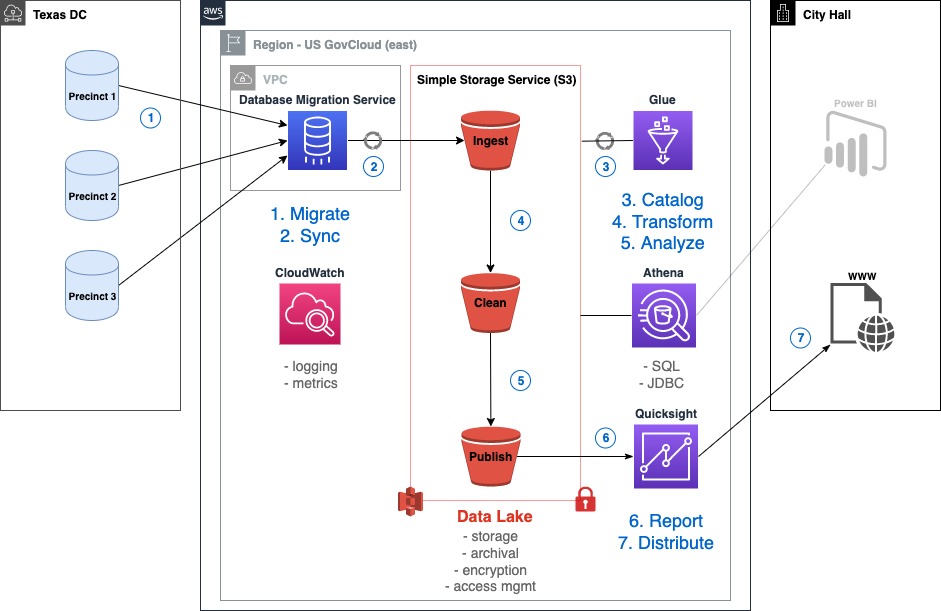 Texas DC
Precinct 1
Precinct 2
Precinct 3
1
aws
Region - US GovCloud (east)
VPC
Database Migration Service
2
1. Migrate
2. Sync
CloudWatch
- logging
- metrics
Simple Storage Service (S3)
Ingest
4
Clean
5
Publish
Data Lake
- storage
- archival
- encryption
- access mgmt
Glue
3
3. Catalog
4. Transform
5. Analyze
Athena
- SQL
- JDBC
Quicksight
6
6. Report
7. Distribute
City Hall
Power BI
www
7